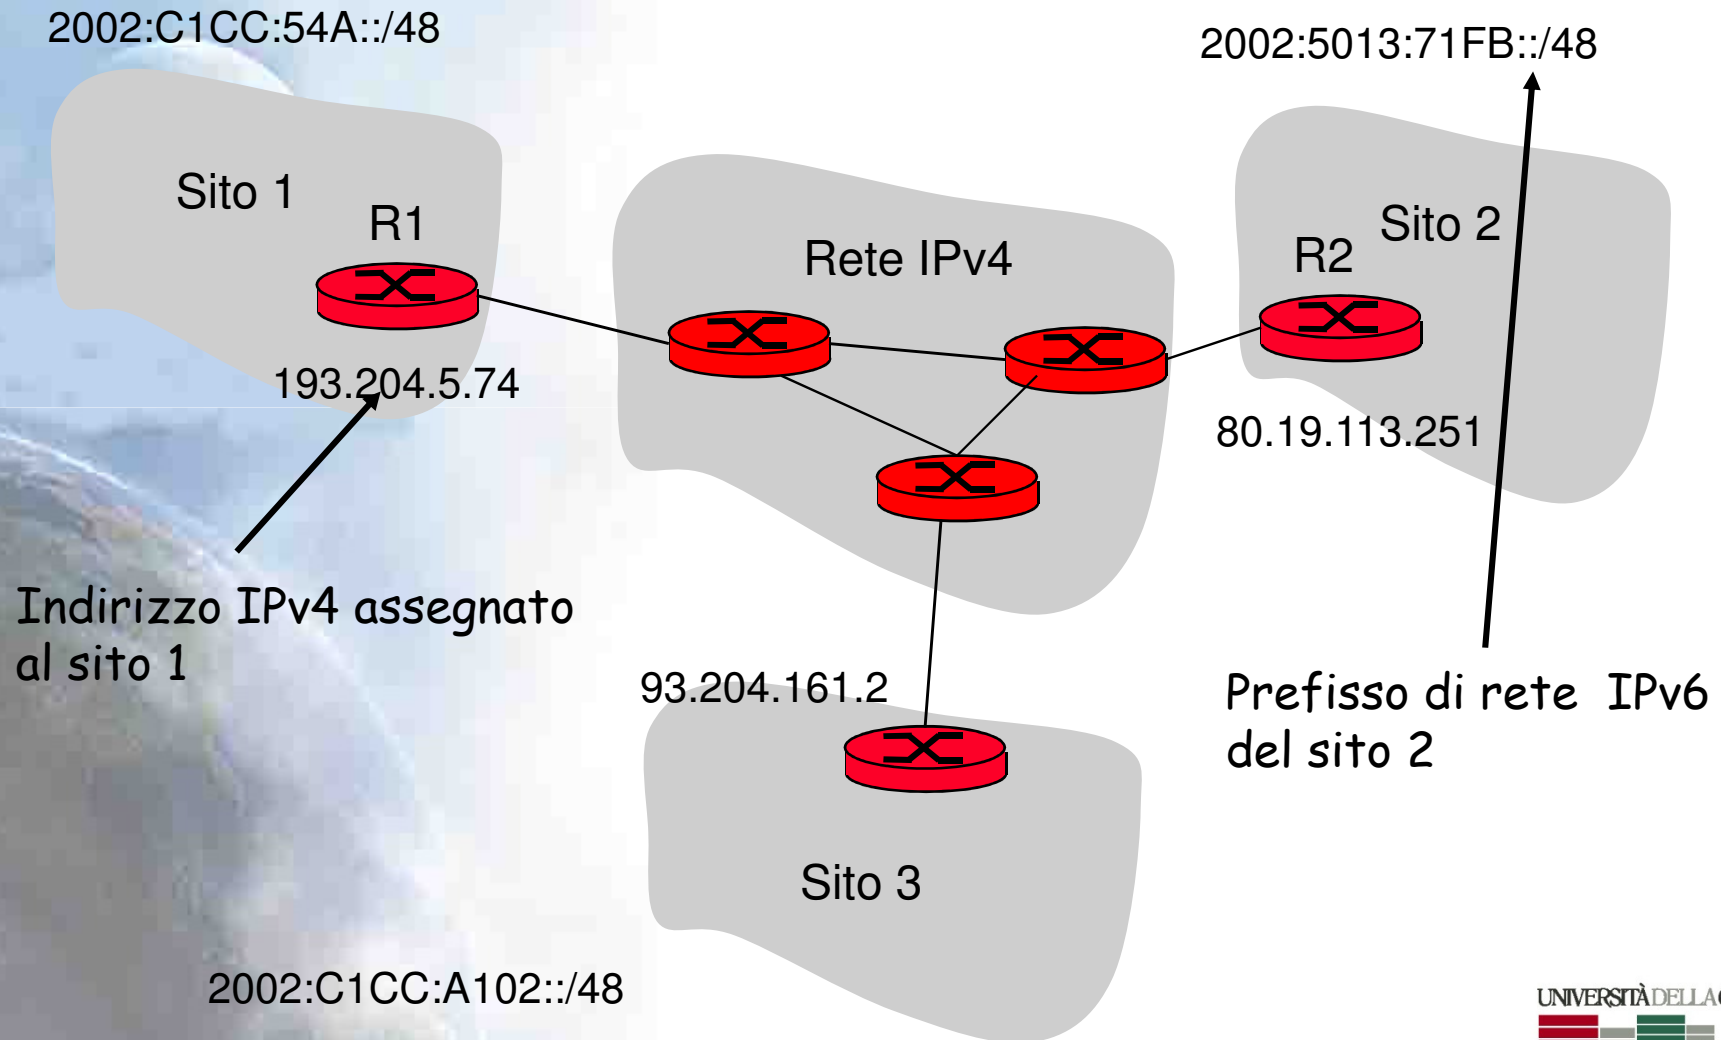 2002:C1CC:54A::/48
2002:5013:71FB::/48
Sito 1
R1
Rete IPv4
Sito 2
R2
193.204.5.74
80.19.113.251
Indirizzo IPv4 assegnato
al sito 1
93.204.161.2
Prefisso di rete IPv6
del sito 2
Sito 3
2002:C1CC:A102::/48
UNIVERSITÀ DELLA